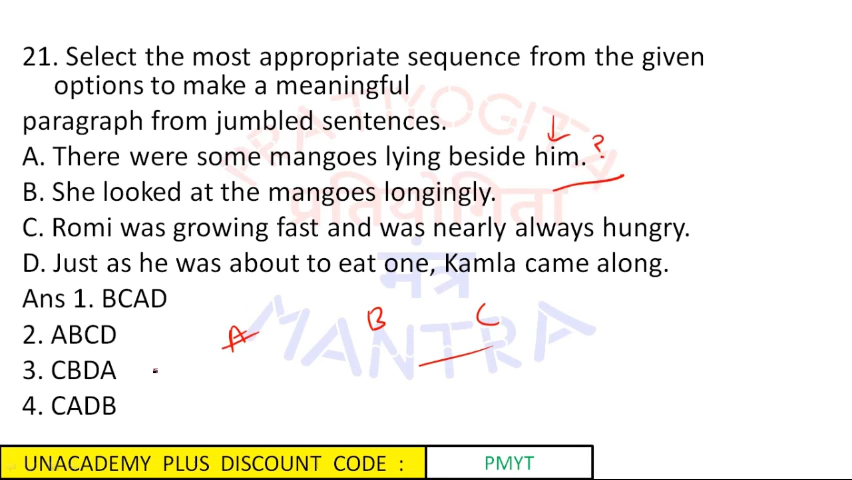 21. Select the most appropriate sequence from the given
options to make a meaningful
paragraph from jumbled sentences.
A. There were some mangoes lying beside him. ?
B. She looked at the mangoes longingly.
C. Romi was growing fast and was nearly always hungry.
D. Just as he was about to eat one, Kamla came along.
Ans 1. BCAD
2. ABCD
3. CBDA
4. CADB
A B C
PRATIYOGITA
प्रतियोगिता
मंत्र
MANTRA
UNACADEMY PLUS DISCOUNT CODE :
PMYT